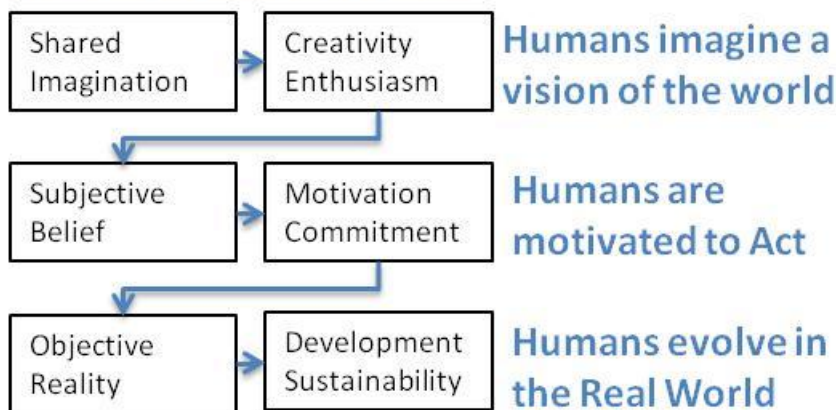 Shared
Imagination
Creativity
Enthusiasm
Humans imagine a
vision of the world
Subjective
Belief
Motivation
Commitment
Humans are
motivated to Act
Objective
Reality
Development
Sustainability
Humans evolve in
the Real World